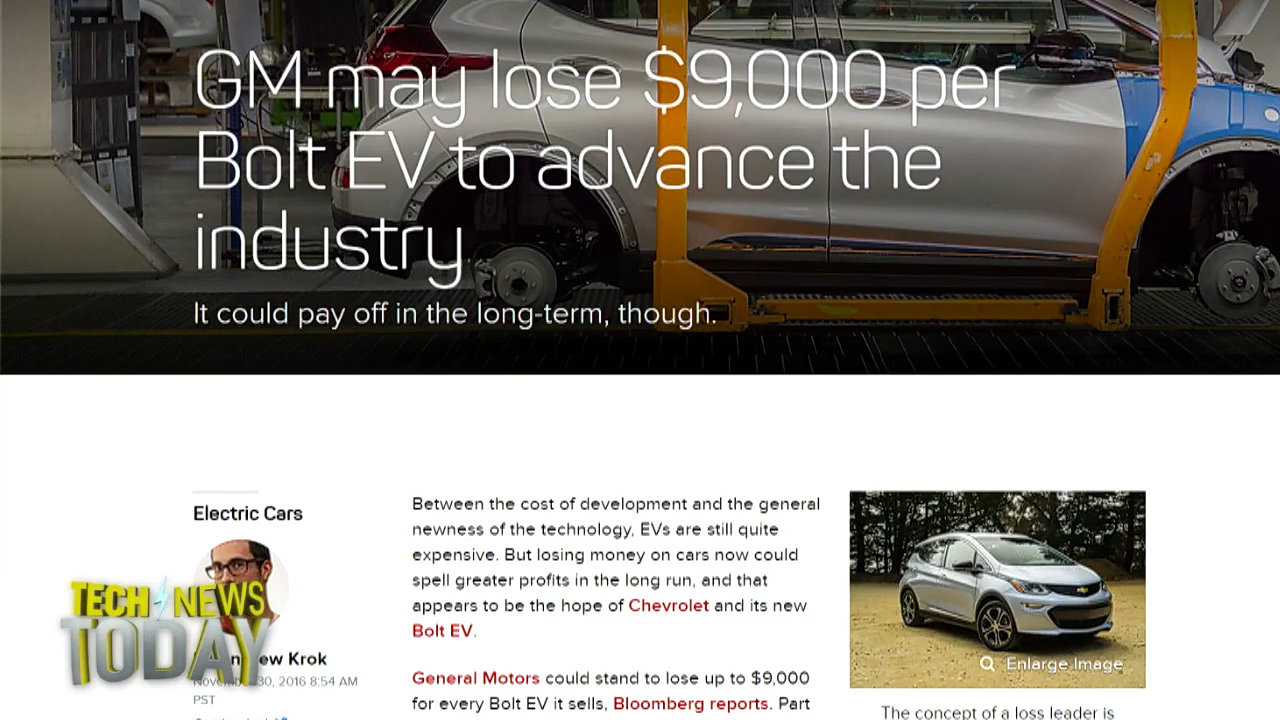 GM may lose $9,000 per
Bolt EV to advance the
industry
It could pay off in the long-term, though.
Electric Cars
TECH NEWS
TODAY
Krok
30, 2016 8:54 AM
PST
Between the cost of development and the general
newness of the technology, EVs are still quite
expensive. But losing money on cars now could
spell greater profits in the long run, and that
appears to be the hope of Chevrolet and its new
Bolt EV.
General Motors could stand to lose up to $9,000
for every Bolt EV it sells, Bloomberg reports. Part
Enlarge Image
The concept of a loss leader is